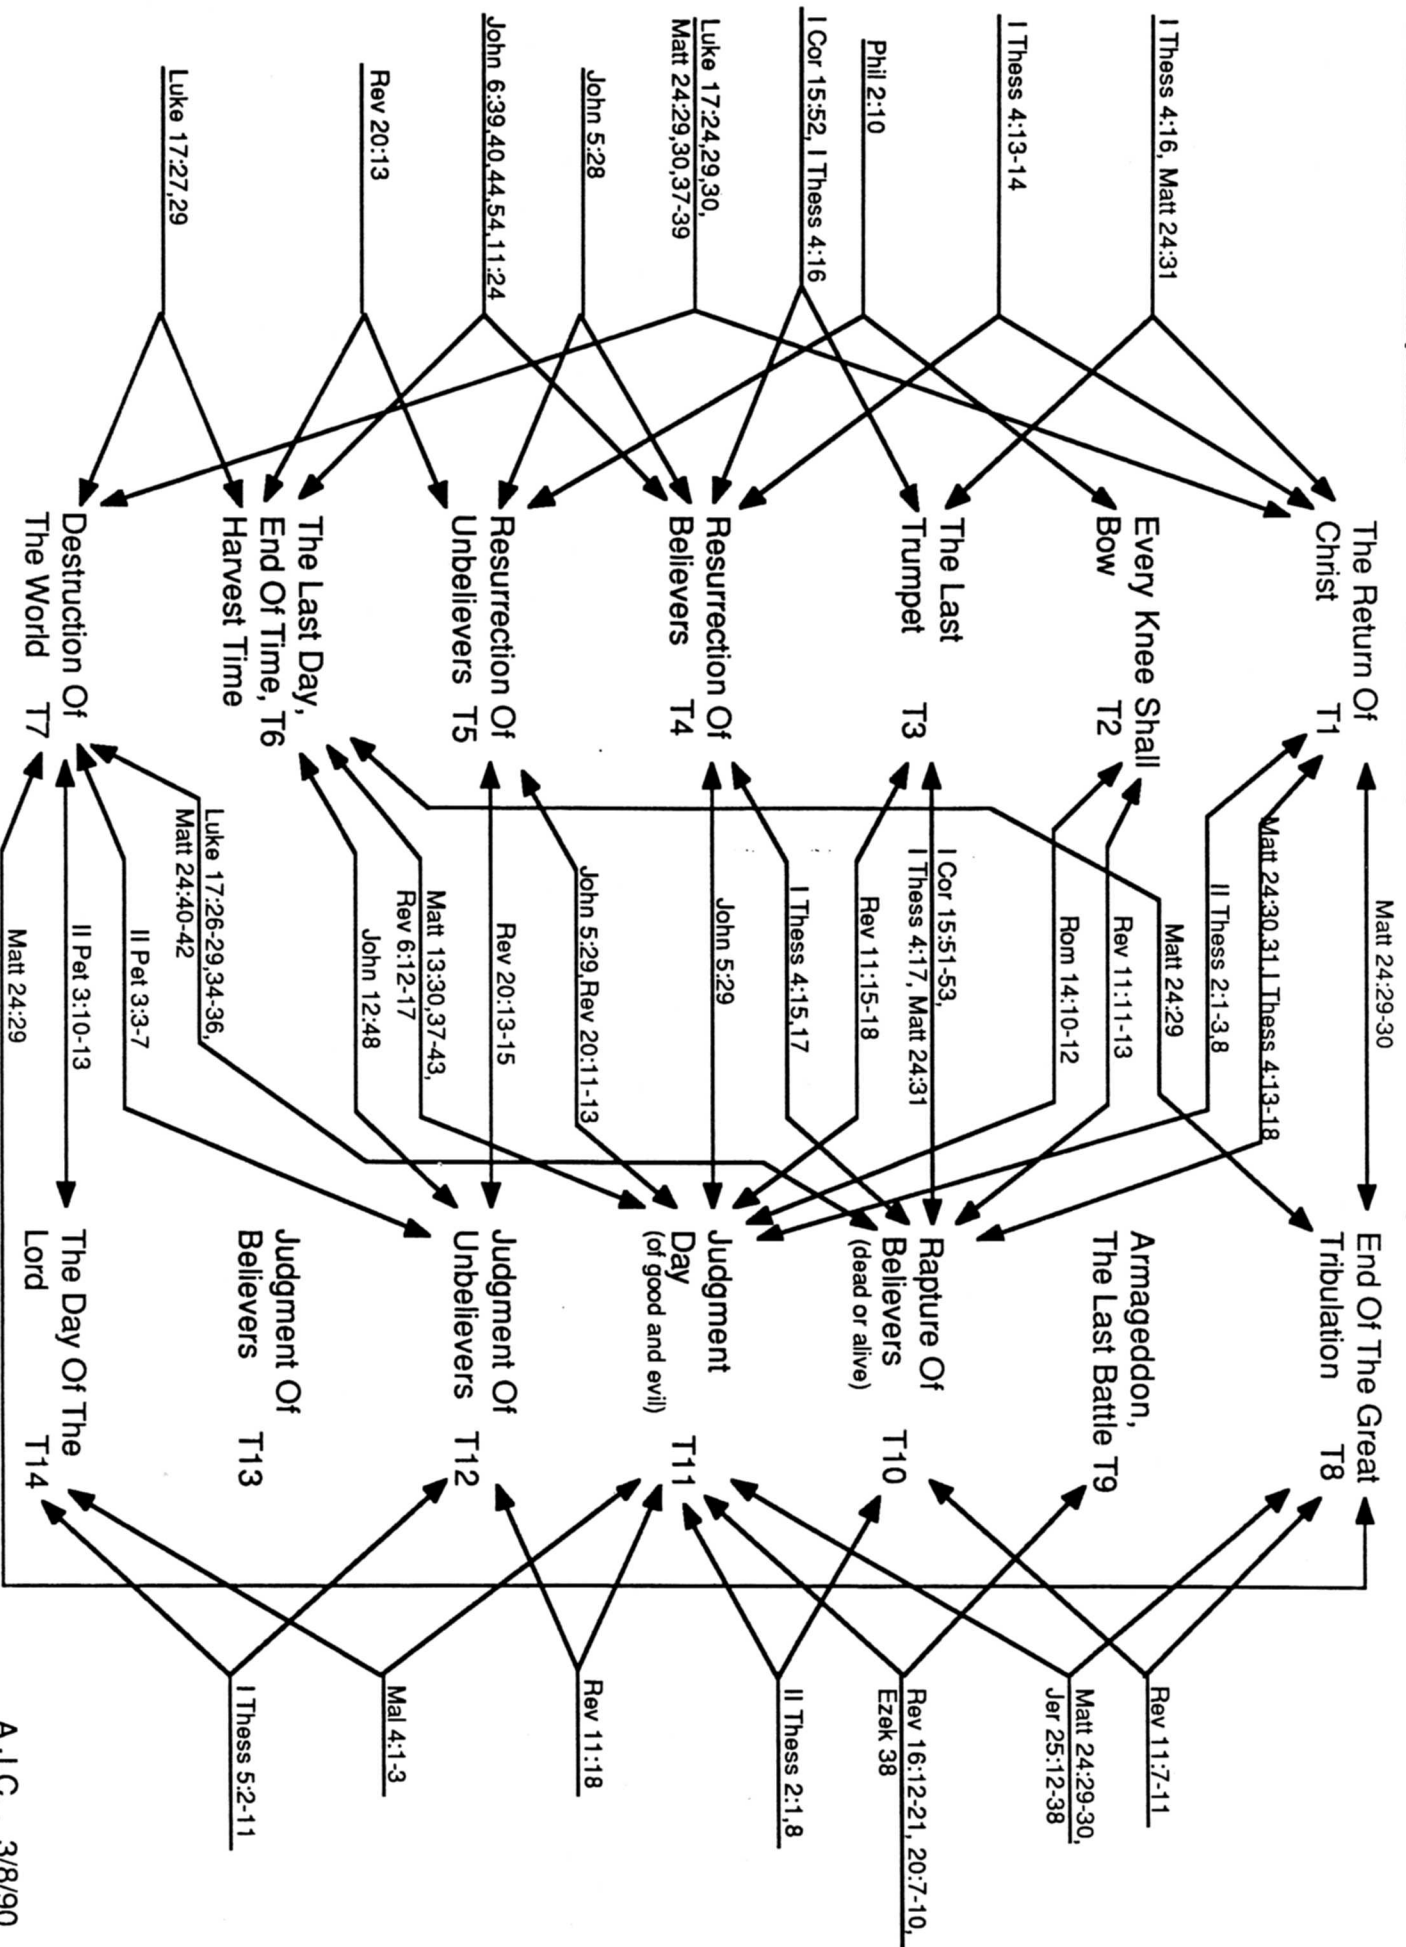 I Thess 4:16, Matt 24:31
I Thess 4:13-14
Phil 2:10
I Cor 15:52, I Thess 4:16
Luke 17:24,29,30,
Matt 24:29,30,37-39
John 5:28
John 6:39,40,44,54,11:24
Rev 20:13
Luke 17:27,29
The Return Of
Christ T1
Every Knee Shall
Bow T2
The Last
Trumpet T3
Resurrection Of
Believers T4
Resurrection Of
Unbelievers T5
The Last Day,
End Of Time, T6
Harvest Time
Destruction Of
The World T7
Matt 24:29-30
Matt 24:30,31,I Thess 4:13-18
II Thess 2:1-3,8
Matt 24:29
Rev 11:11-13
Rom 14:10-12
I Cor 15:51-53,
I Thess 4:17, Matt 24:31
Rev 11:15-18
I Thess 4:15,17
John 5:29
John 5:29,Rev 20:11-13
Rev 20:13-15
Matt 13:30,37-43,
Rev 6:12-17
John 12:48
Luke 17:26-29,34-36,
Matt 24:40-42
II Pet 3:3-7
II Pet 3:10-13
Matt 24:29
End Of The Great
Tribulation T8
Armageddon,
The Last Battle T9
Rapture Of
Believers T10
(dead or alive)
Judgment
Day T11
(of good and evil)
Judgment Of
Unbelievers T12
Judgment Of
Believers T13
The Day Of The
Lord T14
Rev 11:7-11
Matt 24:29-30,
Jer 25:12-38
Rev 16:12-21, 20:7-10,
Ezek 38
II Thess 2:1,8
Rev 11:18
Mal 4:1-3
I Thess 5:2-11
3/8/90